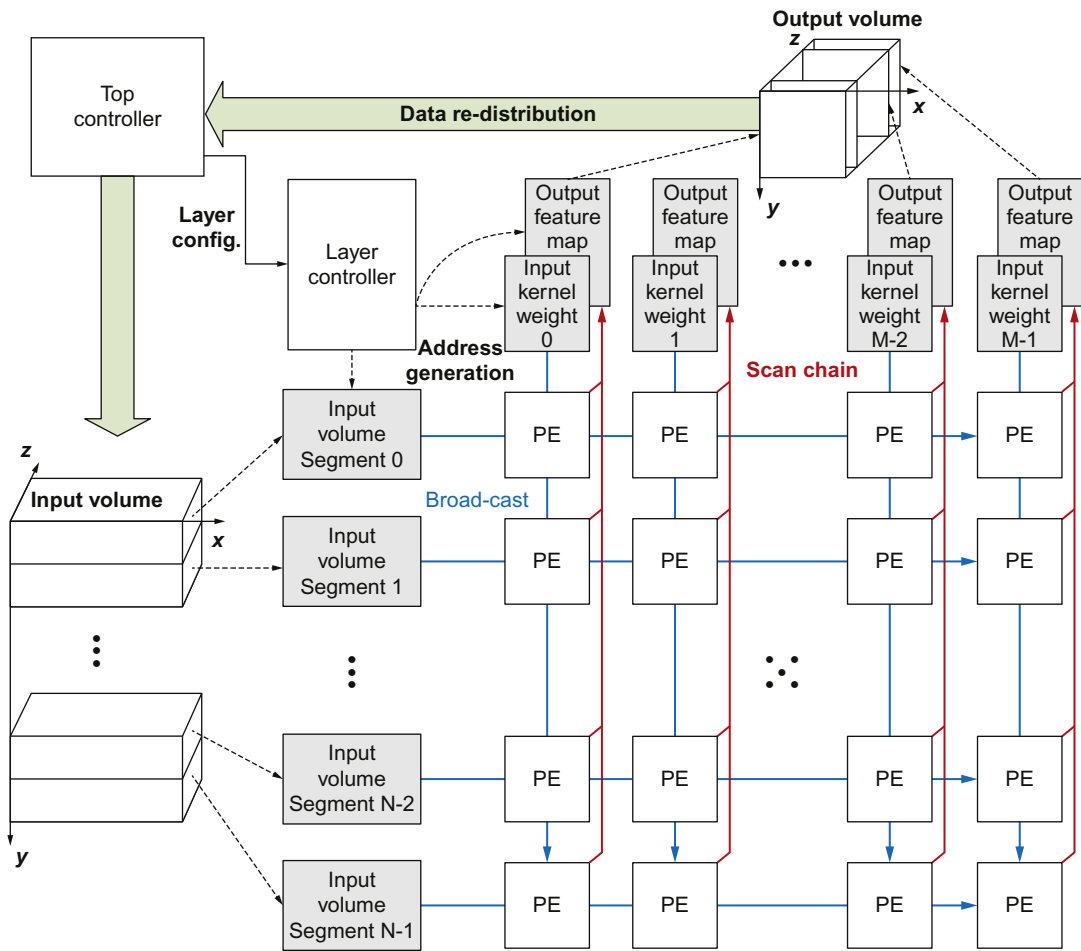 Output volume
z
x
y
Top
controller
Data re-distribution
Layer
config.
Layer
controller
Output
feature
map
Input
kernel
weight
0
Output
feature
map
Input
kernel
weight
1
Output
feature
map
Input
kernel
weight
M-2
Output
feature
map
Input
kernel
weight
M-1
Address
generation
Scan chain
Input
volume
Segment 0
PE
PE
PE
PE
Broad-cast
z
Input volume
x
y
Input
volume
Segment 1
PE
PE
PE
PE
Input
volume
Segment N-2
PE
PE
PE
PE
Input
volume
Segment N-1
PE
PE
PE
PE